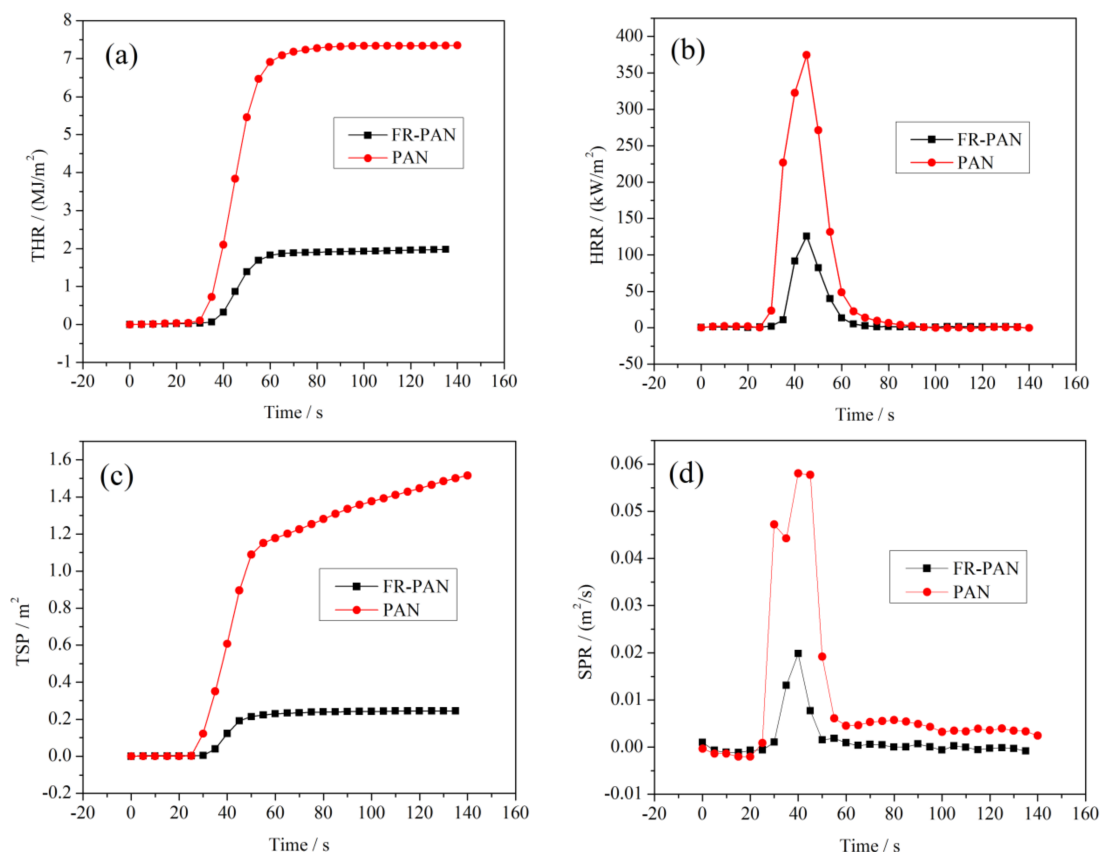 (a)
8
7
6
5
4
3
2
1
0
-1
THR / (MJ/m²)
FR-PAN
PAN
-20 0 20 40 60 80 100 120 140 160
Time / s
(b)
400
350
300
250
200
150
100
50
0
-50
HRR / (kW/m²)
FR-PAN
PAN
-20 0 20 40 60 80 100 120 140 160
Time / s
(c)
1.6
1.4
1.2
1.0
0.8
0.6
0.4
0.2
0.0
-0.2
TSP / m²
FR-PAN
PAN
-20 0 20 40 60 80 100 120 140 160
Time / s
(d)
0.06
0.05
0.04
0.03
0.02
0.01
0.00
-0.01
SPR / (m²/s)
FR-PAN
PAN
-20 0 20 40 60 80 100 120 140 160
Time / s